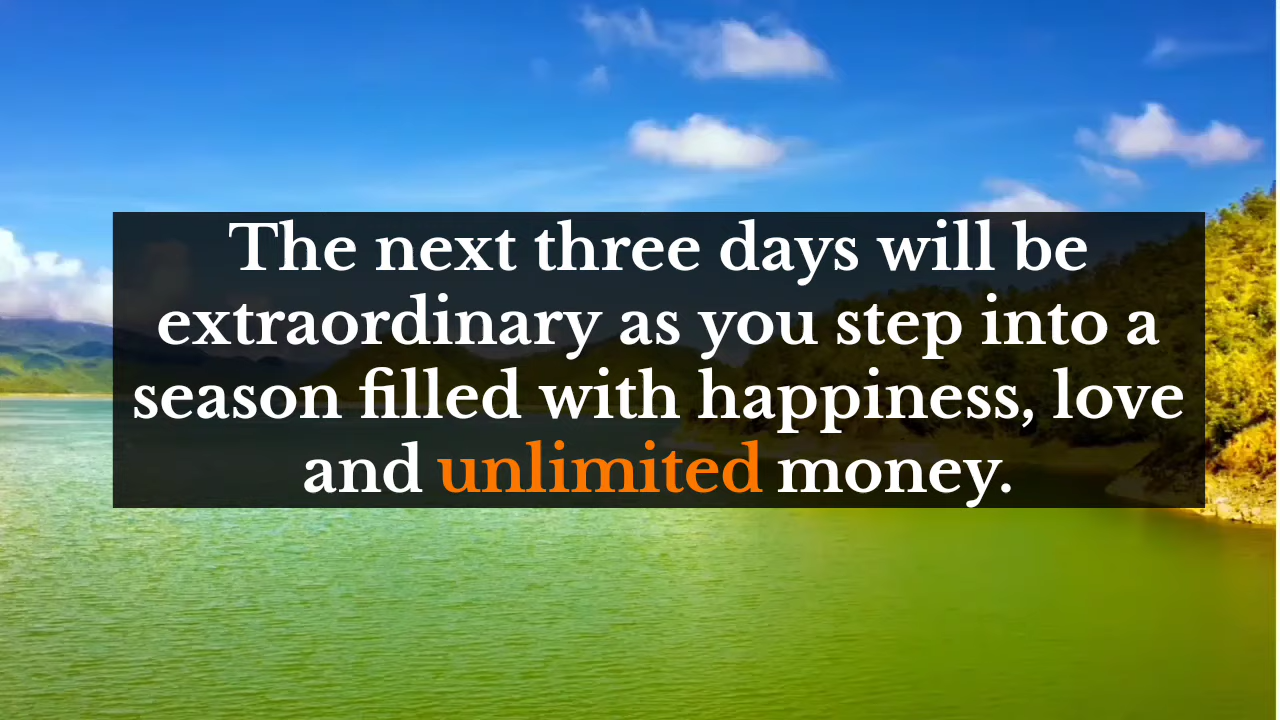 The next three days will be
extraordinary as you step into a
season filled with happiness, love
and unlimited money.